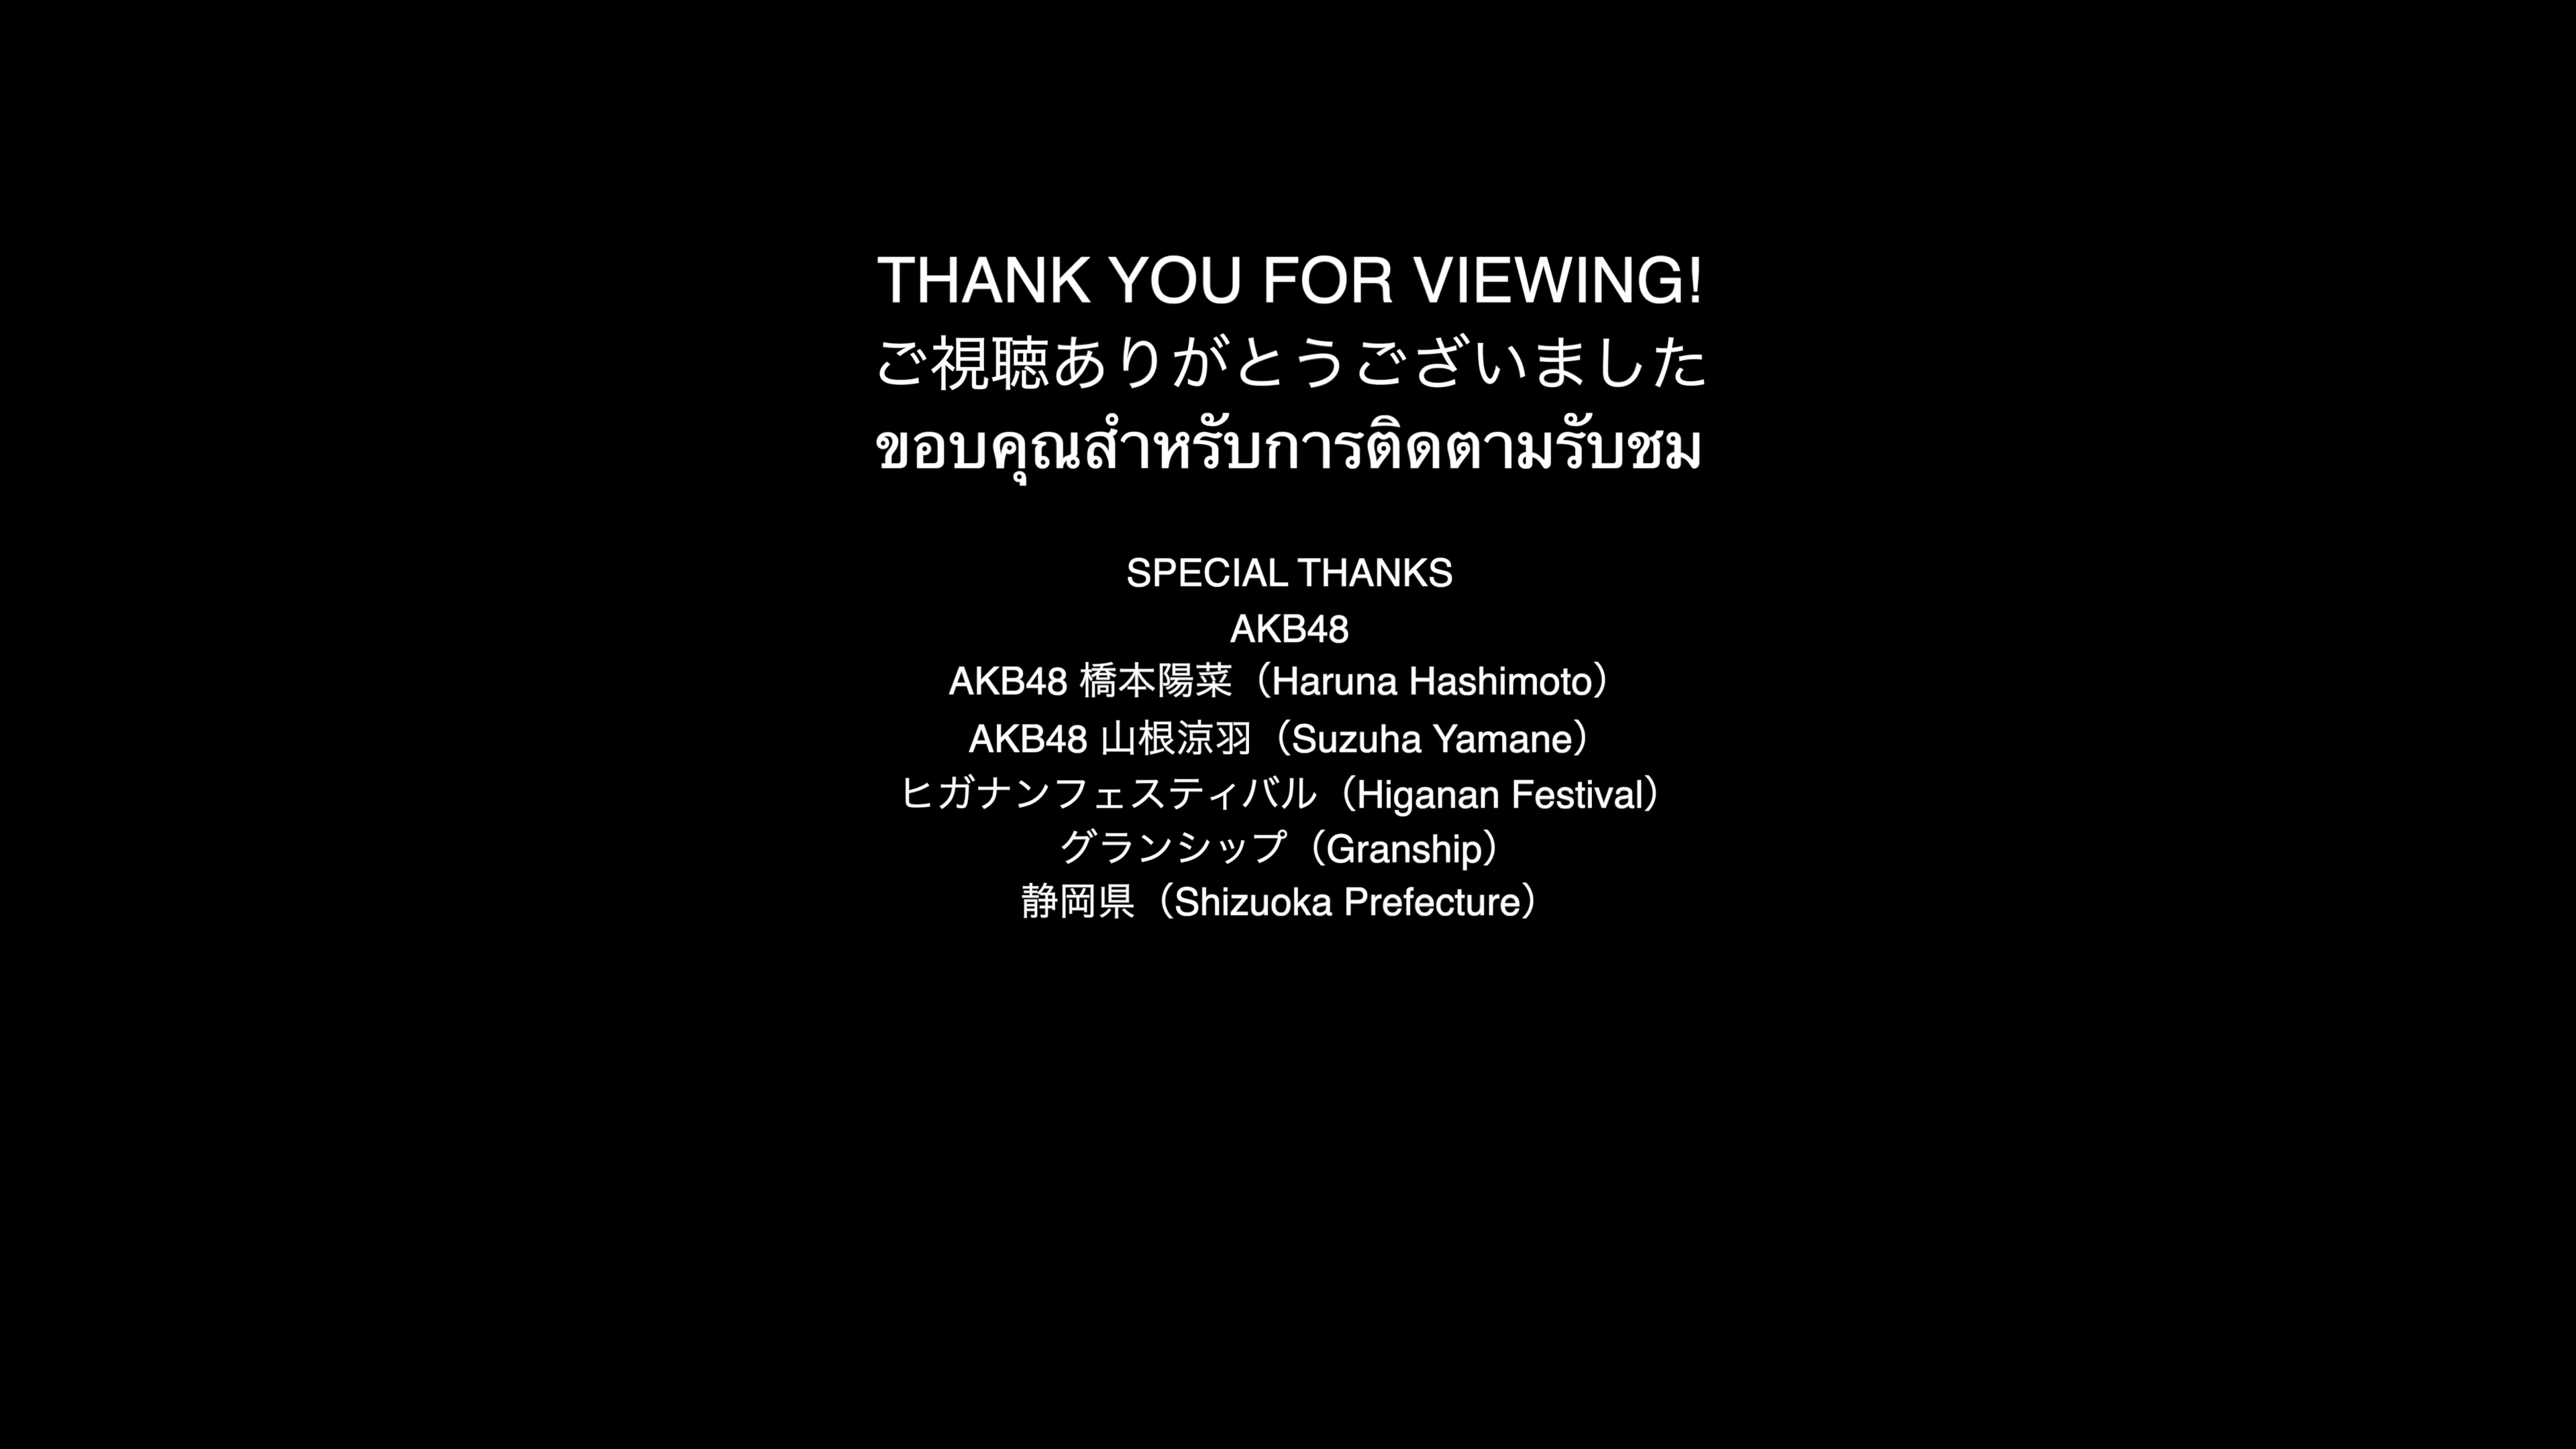 THANK YOU FOR VIEWING!
ご視聴ありがとうございました
ขอบคุณสำหรับการติดตามรับชม
SPECIAL THANKS
AKB48
AKB48 橋本陽菜（Haruna Hashimoto）
AKB48 山根涼羽（Suzuha Yamane）
ヒガナンフェスティバル（Higanan Festival）
グランシップ（Granship）
静岡県（Shizuoka Prefecture）